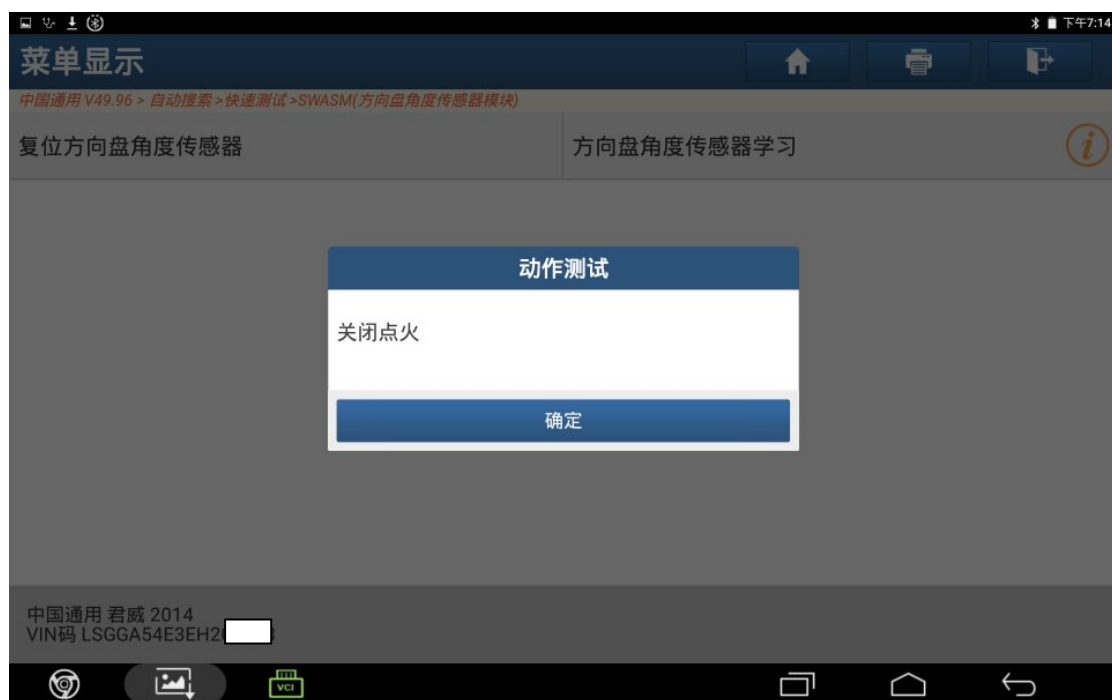 下午7:14
菜单显示
中国通用 V49.96 > 自动搜索 > 快速测试 >SWASM(方向盘角度传感器模块)
复位方向盘角度传感器
方向盘角度传感器学习
i
动作测试
关闭点火
确定
中国通用 君威 2014
VIN码 LSGGA54E3EH2
VCI